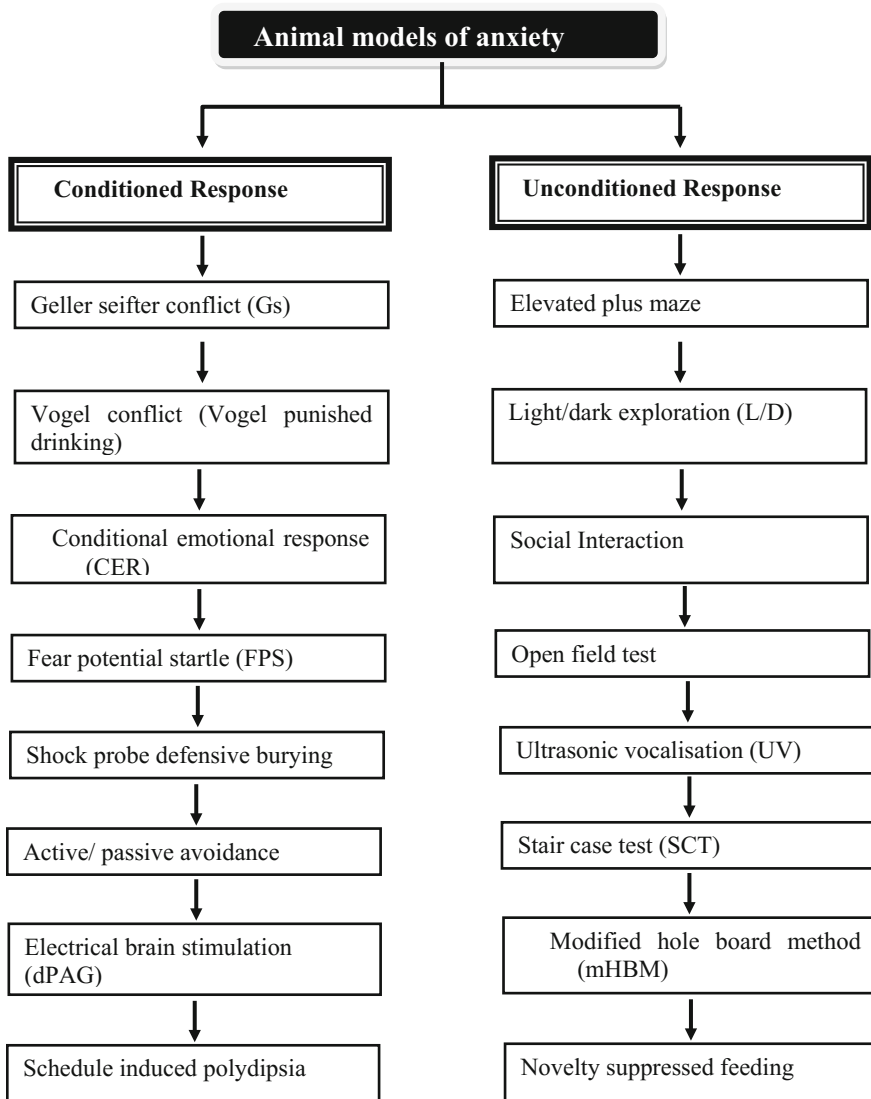 Animal models of anxiety
Conditioned Response
Geller seifter conflict (Gs)
Vogel conflict (Vogel punished
drinking)
Conditional emotional response
(CER)
Fear potential startle (FPS)
Shock probe defensive burying
Active/ passive avoidance
Electrical brain stimulation
(dPAG)
Schedule induced polydipsia
Unconditioned Response
Elevated plus maze
Light/dark exploration (L/D)
Social Interaction
Open field test
Ultrasonic vocalisation (UV)
Stair case test (SCT)
Modified hole board method
(mHBM)
Novelty suppressed feeding